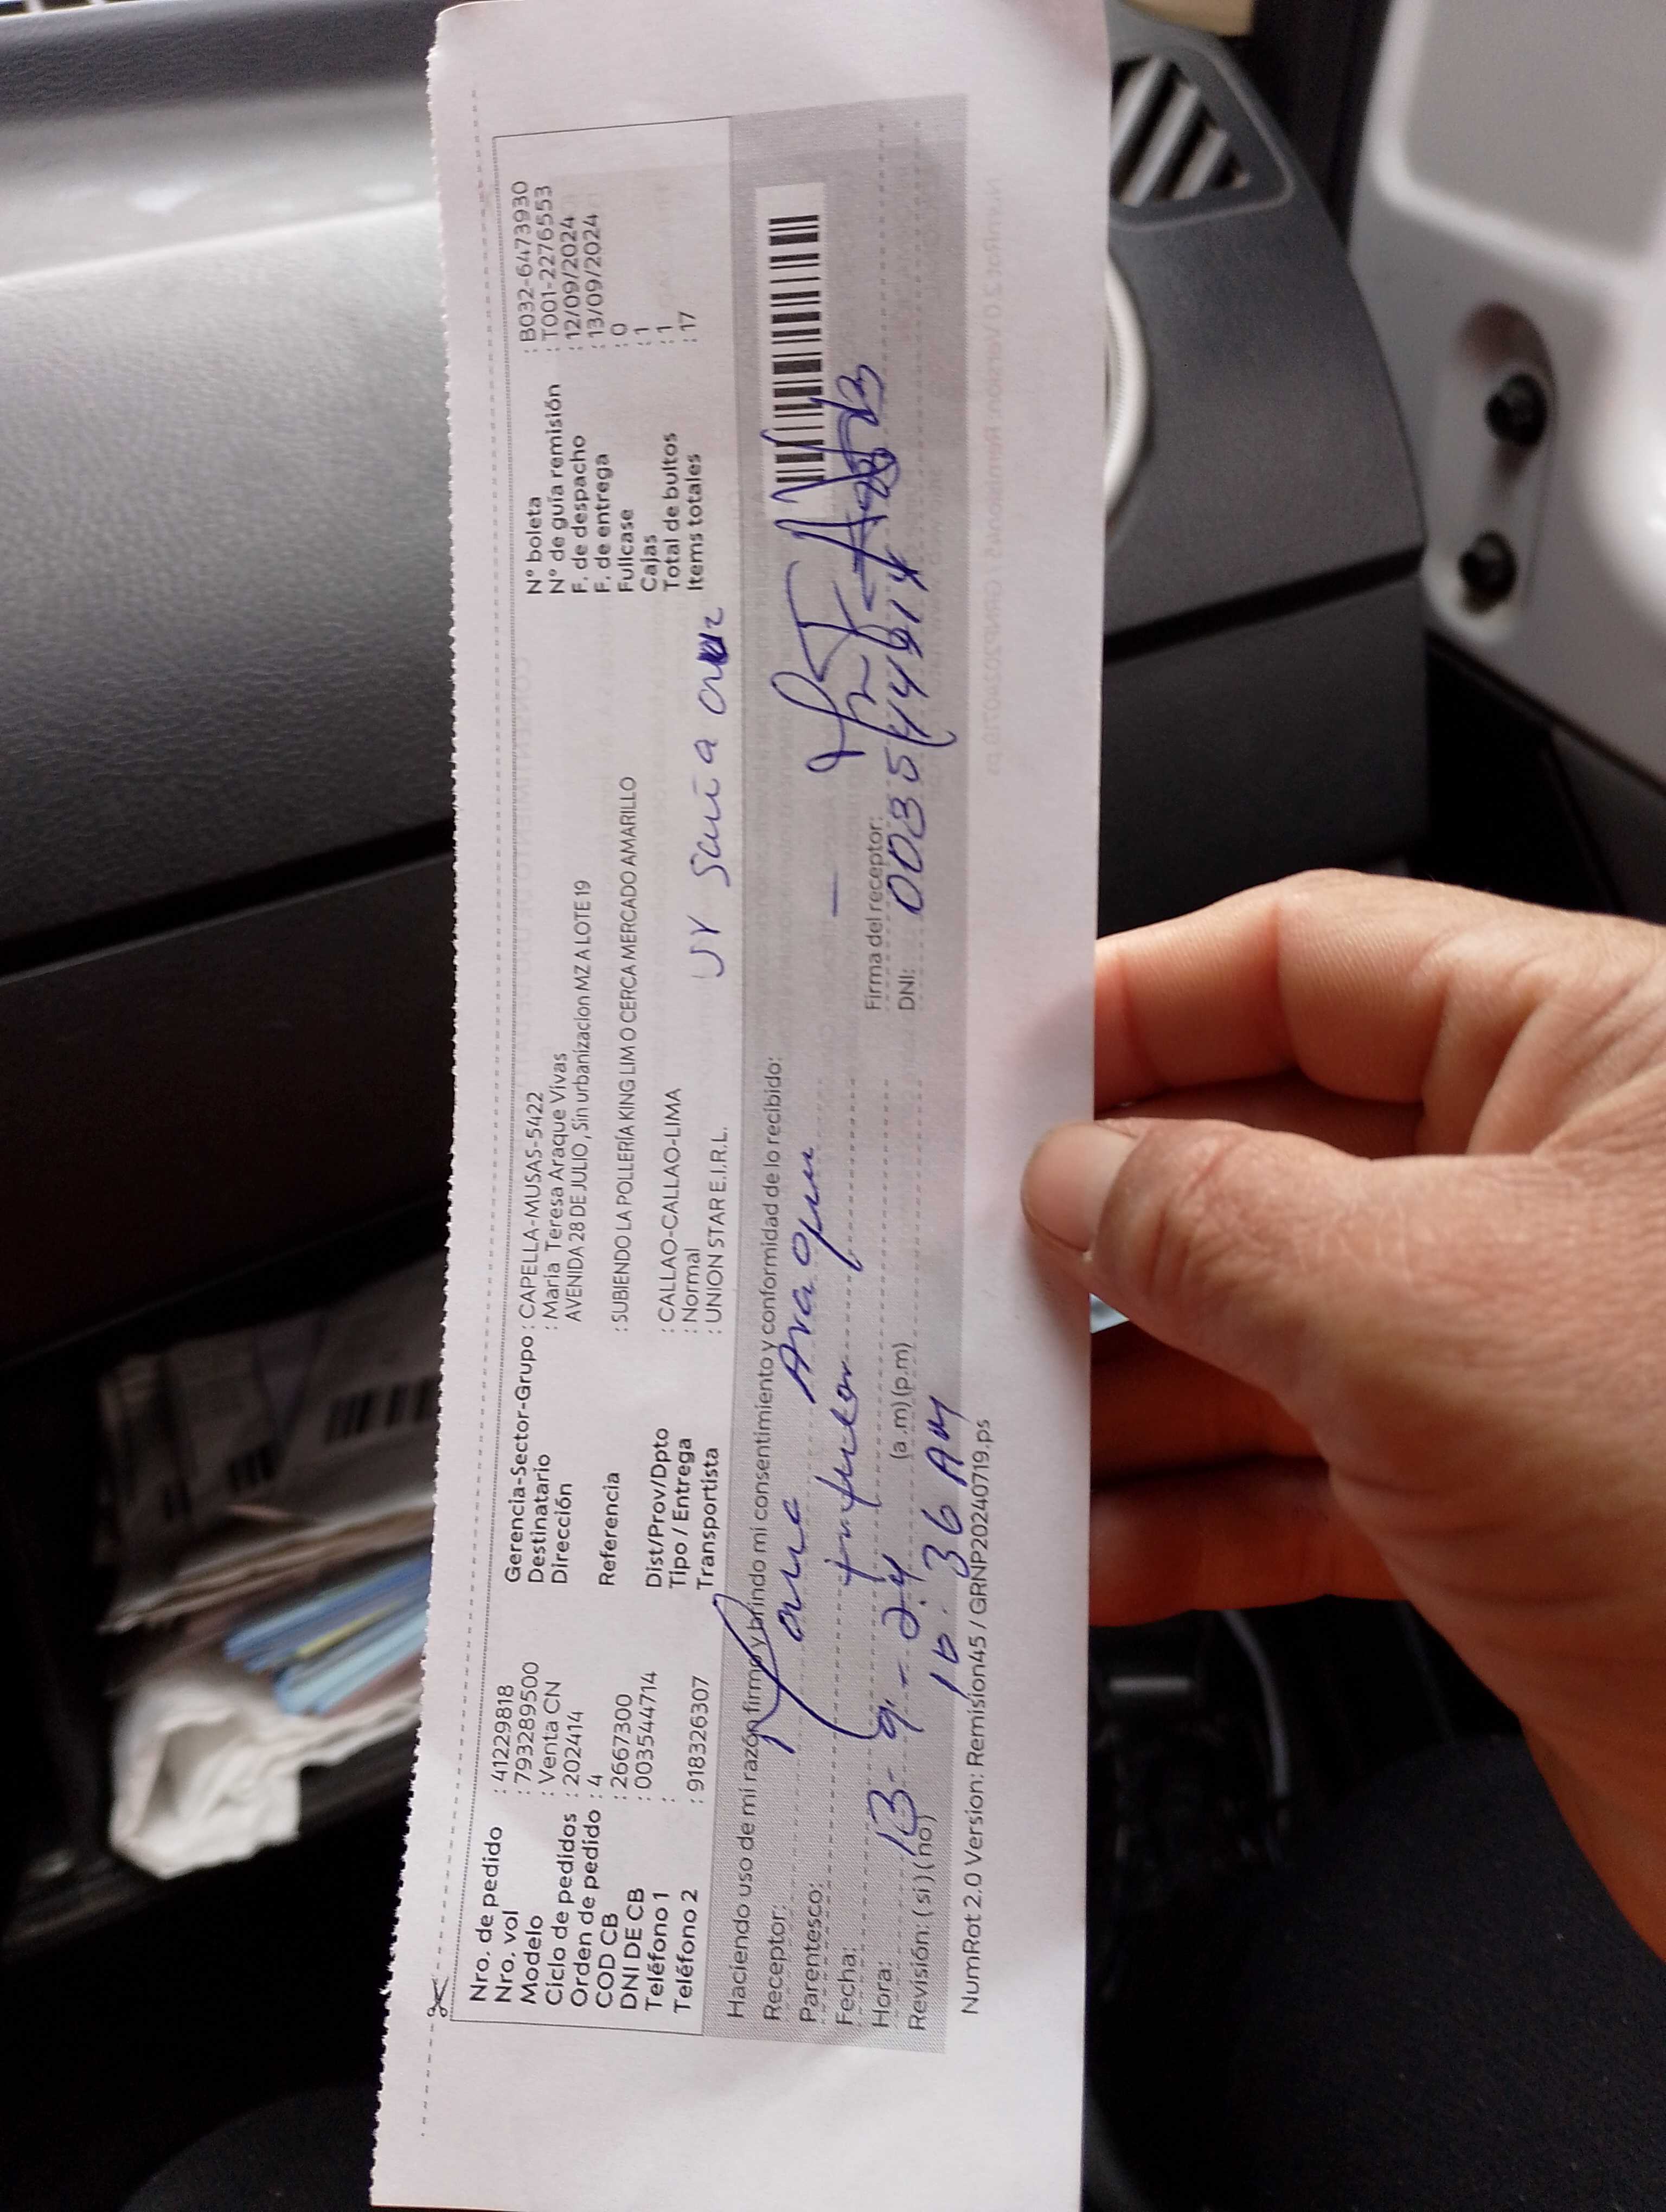 Nro. de pedido : 41229818
Nro. vol : 793289500
Modelo : Venta CN
Ciclo de pedidos : 202414
Orden de pedido : 4
COD CB : 2667300
DNI DE CB : 003544714
Teléfono 1 :
Teléfono 2 : 918326307
Gerencia-Sector-Grupo : CAPELLA-MUSAS-5422
Destinatario : Maria Teresa Araque Vivas
Dirección AVENIDA 28 DE JULIO, Sin urbanizacion MZ A LOTE 19
Referencia : SUBIENDO LA POLLERÍA KING LIM O CERCA MERCADO AMARILLO
Dist/Prov/Dpto : CALLAO-CALLAO-LIMA
Tipo / Entrega : Normal
Transportista : UNION STAR E.I.R.L.
N° boleta : B032-6473930
N° de guía remisión : T001-2276553
F. de despacho : 12/09/2024
F. de entrega : 13/09/2024
Fullcase : 0
Cajas : 1
Total de bultos : 1
Items totales : 17
Haciendo uso de mi razón firmo y brindo mi consentimiento y conformidad de lo recibido:
Receptor: Araque
Parentesco:
Fecha: 13-9-24
Hora: 10:36 AM (a.m)(p.m)
Revisión: (si)(no)
Firma del receptor:
DNI:
NumRot 2.0 Version: Remision45 / GRNP20240719.ps